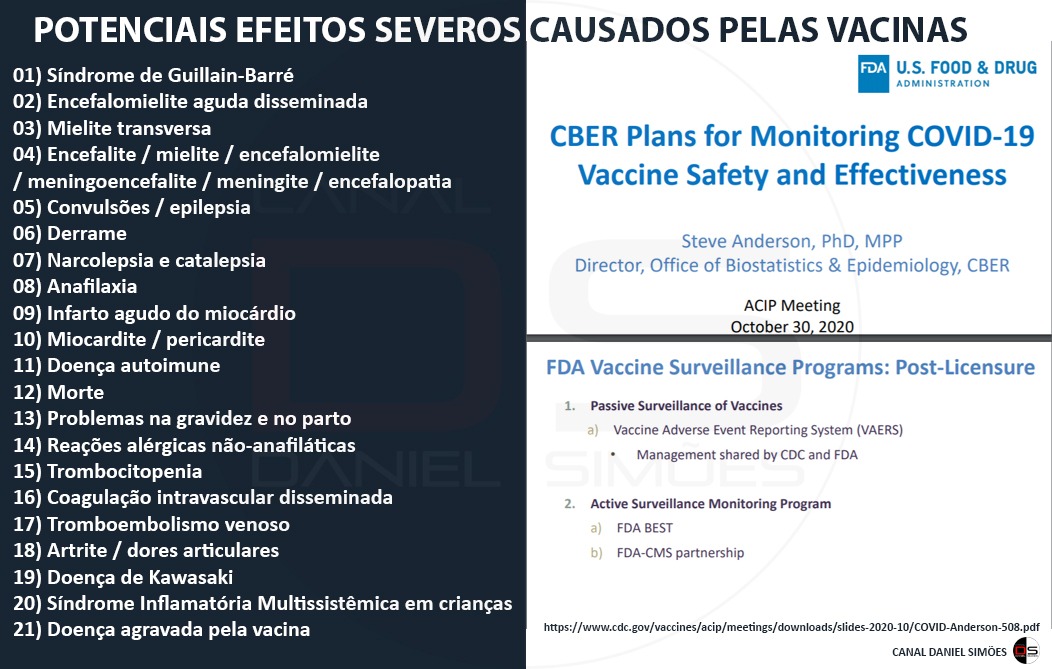 POTENCIAIS EFEITOS SEVEROS CAUSADOS PELAS VACINAS
01) Síndrome de Guillain-Barré
02) Encefalomielite aguda disseminada
03) Mielite transversa
04) Encefalite / mielite / encefalomielite
/ meningoencefalite / meningite / encefalopatia
05) Convulsões / epilepsia
06) Derrame
07) Narcolepsia e catalepsia
08) Anafilaxia
09) Infarto agudo do miocárdio
10) Miocardite / pericardite
11) Doença autoimune
12) Morte
13) Problemas na gravidez e no parto
14) Reações alérgicas não-anafiláticas
15) Trombocitopenia
16) Coagulação intravascular disseminada
17) Tromboembolismo venoso
18) Artrite / dores articulares
19) Doença de Kawasaki
20) Síndrome Inflamatória Multissistêmica em crianças
21) Doença agravada pela vacina
FDA U.S. FOOD & DRUG
ADMINISTRATION
CBER Plans for Monitoring COVID-19
Vaccine Safety and Effectiveness
Steve Anderson, PhD, MPP
Director, Office of Biostatistics & Epidemiology, CBER
ACIP Meeting
October 30, 2020
FDA Vaccine Surveillance Programs: Post-Licensure
1. Passive Surveillance of Vaccines
a) Vaccine Adverse Event Reporting System (VAERS)
• Management shared by CDC and FDA
2. Active Surveillance Monitoring Program
a) FDA BEST
b) FDA-CMS partnership
https://www.cdc.gov/vaccines/acip/meetings/downloads/slides-2020-10/COVID-Anderson-508.pdf
CANAL DANIEL SIMÕES DS
CANAL
DS
DANIEL SIMÕES